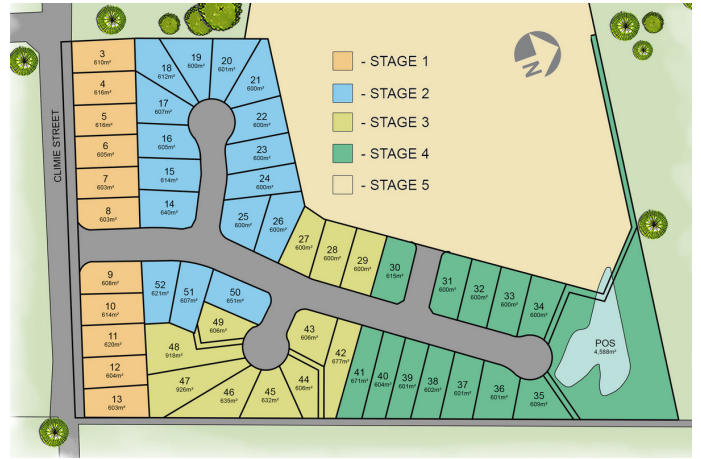 3
610m²
4
616m²
5
616m²
6
605m²
7
603m²
8
603m²
CLIMIE STREET
18
612m²
19
600m²
20
601m²
21
600m²
17
607m²
22
600m²
16
605m²
23
600m²
15
614m²
24
600m²
14
640m²
25
600m²
26
600m²
- STAGE 1
- STAGE 2
- STAGE 3
- STAGE 4
- STAGE 5
N
27
600m²
28
600m²
29
600m²
30
615m²
31
600m²
32
600m²
33
600m²
34
600m²
9
608m²
10
614m²
11
620m²
12
604m²
13
603m²
52
621m²
51
607m²
50
651m²
49
606m²
48
918m²
47
926m²
46
635m²
45
632m²
44
606m²
43
606m²
42
677m²
41
671m²
40
604m²
39
601m²
38
602m²
37
601m²
36
601m²
35
609m²
POS
4,588m²